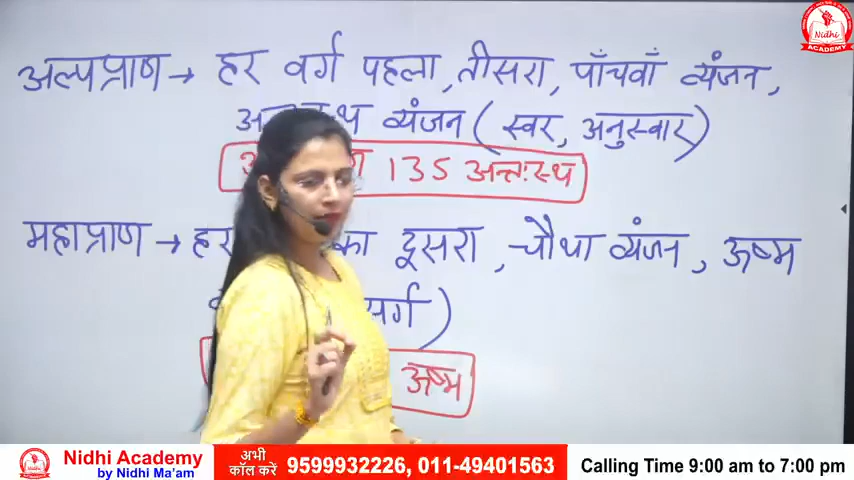 अल्पप्राण → हर वर्ग पहला, तीसरा, पाँचवाँ व्यंजन,
व्यंजन ( स्वर, अनुस्वार)
135 अन्तःस्थ
महाप्राण → हर का दूसरा, चौथा व्यंजन, ऊष्म
ऊष्म
Nidhi
ACADEMY
Nidhi Academy
by Nidhi Ma'am
अभी
कॉल करें
9599932226, 011-49401563
Calling Time 9:00 am to 7:00 pm